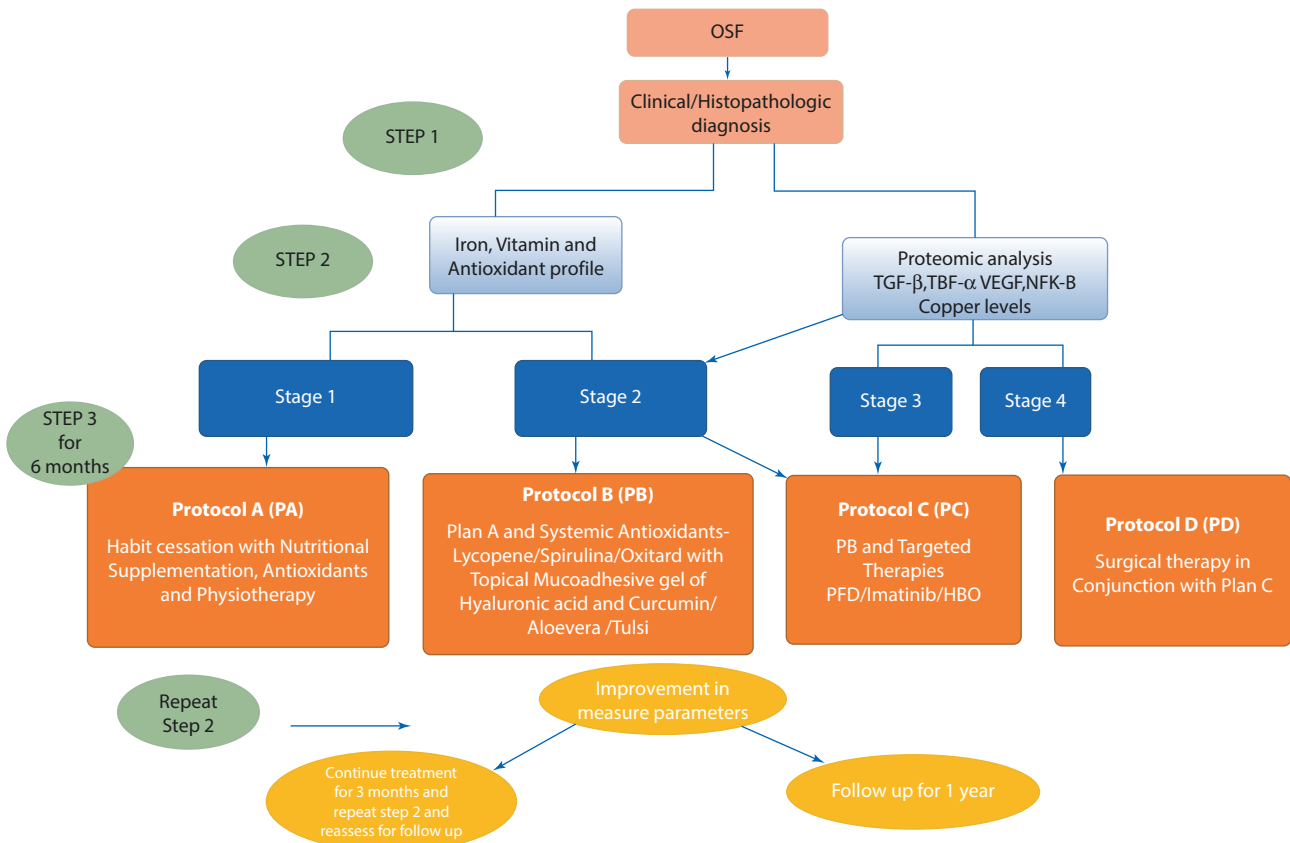 OSF
Clinical/Histopathologic
diagnosis
STEP 1
STEP 2
Iron, Vitamin and
Antioxidant profile
Proteomic analysis
TGF-β,TBF-α VEGF,NFK-B
Copper levels
Stage 1
Stage 2
Stage 3
Stage 4
STEP 3
for
6 months
Protocol A (PA)
Habit cessation with Nutritional
Supplementation, Antioxidants
and Physiotherapy
Protocol B (PB)
Plan A and Systemic Antioxidants-
Lycopene/Spirulina/Oxitard with
Topical Mucoadhesive gel of
Hyaluronic acid and Curcumin/
Aloevera /Tulsi
Protocol C (PC)
PB and Targeted
Therapies
PFD/Imatinib/HBO
Protocol D (PD)
Surgical therapy in
Conjunction with Plan C
Repeat
Step 2
Improvement in
measure parameters
Continue treatment
for 3 months and
repeat step 2 and
reassess for follow up
Follow up for 1 year